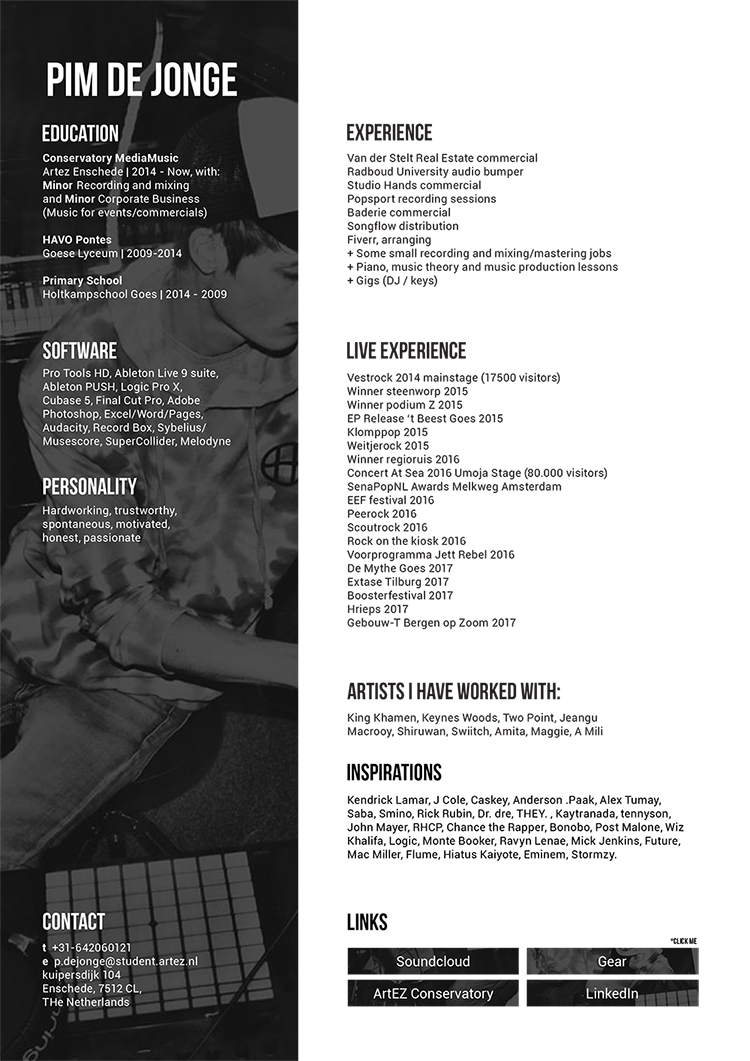 PIM DE JONGE
EDUCATION
Conservatory MediaMusic
Artez Enschede | 2014 - Now, with:
Minor Recording and mixing
and Minor Corporate Business
(Music for events/commercials)
HAVO Pontes
Goese Lyceum | 2009-2014
Primary School
Holtkampschool Goes | 2014 - 2009
SOFTWARE
Pro Tools HD, Ableton Live 9 suite,
Ableton PUSH, Logic Pro X,
Cubase 5, Final Cut Pro, Adobe
Photoshop, Excel/Word/Pages,
Audacity, Record Box, Sybelius/
Musescore, SuperCollider, Melodyne
PERSONALITY
Hardworking, trustworthy,
spontaneous, motivated,
honest, passionate
CONTACT
t +31-642060121
e p.dejonge@student.artez.nl
kuipersdijk 104
Enschede, 7512 CL,
THe Netherlands
EXPERIENCE
Van der Stelt Real Estate commercial
Radboud University audio bumper
Studio Hands commercial
Popsport recording sessions
Baderie commercial
Songflow distribution
Fiverr, arranging
+ Some small recording and mixing/mastering jobs
+ Piano, music theory and music production lessons
+ Gigs (DJ / keys)
LIVE EXPERIENCE
Vestrock 2014 mainstage (17500 visitors)
Winner steenworp 2015
Winner podium Z 2015
EP Release ‘t Beest Goes 2015
Klomppop 2015
Weitjerock 2015
Winner regioruis 2016
Concert At Sea 2016 Umoja Stage (80.000 visitors)
SenaPopNL Awards Melkweg Amsterdam
EEF festival 2016
Peerock 2016
Scoutrock 2016
Rock on the kiosk 2016
Voorprogramma Jett Rebel 2016
De Mythe Goes 2017
Extase Tilburg 2017
Boosterfestival 2017
Hrieps 2017
Gebouw-T Bergen op Zoom 2017
ARTISTS I HAVE WORKED WITH:
King Khamen, Keynes Woods, Two Point, Jeangu
Macrooy, Shiruwan, Swiitch, Amita, Maggie, A Mili
INSPIRATIONS
Kendrick Lamar, J Cole, Caskey, Anderson .Paak, Alex Tumay,
Saba, Smino, Rick Rubin, Dr. dre, THEY. , Kaytranada, tennyson,
John Mayer, RHCP, Chance the Rapper, Bonobo, Post Malone, Wiz
Khalifa, Logic, Monte Booker, Ravyn Lenae, Mick Jenkins, Future,
Mac Miller, Flume, Hiatus Kaiyote, Eminem, Stormzy.
LINKS
*CLICK ME
Soundcloud
Gear
ArtEZ Conservatory
LinkedIn